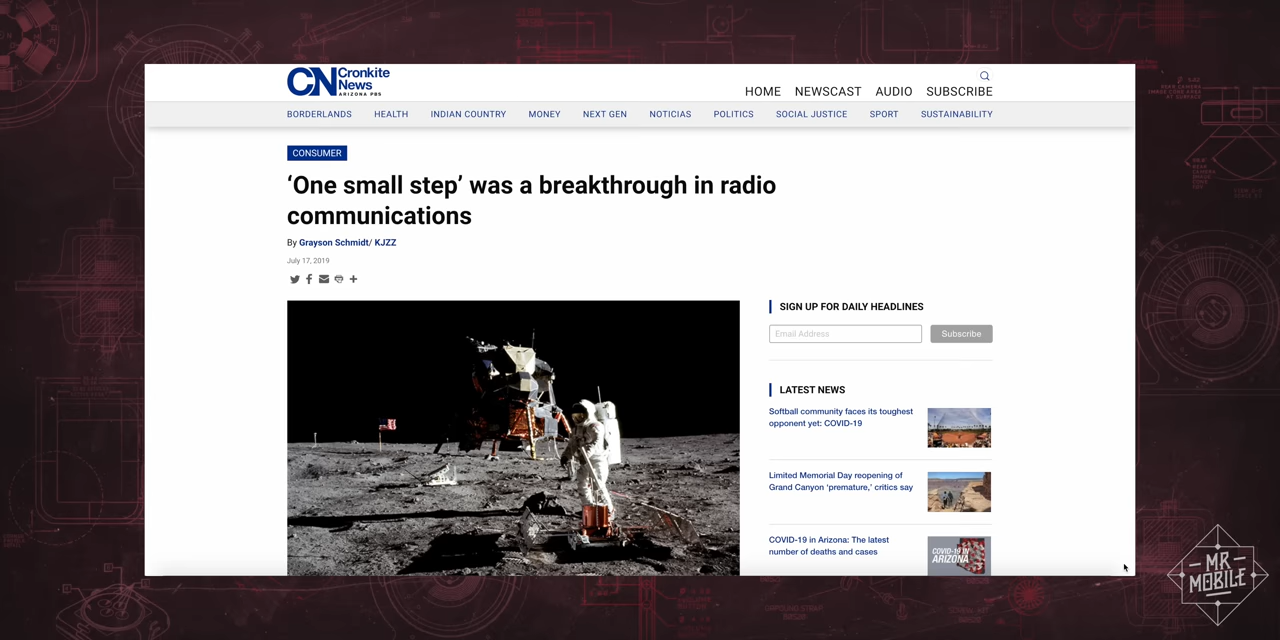 CN Cronkite
News
ARIZONA PBS
HOME NEWSCAST AUDIO SUBSCRIBE
BORDERLANDS HEALTH INDIAN COUNTRY MONEY NEXT GEN NOTICIAS POLITICS SOCIAL JUSTICE SPORT SUSTAINABILITY
CONSUMER
‘One small step’ was a breakthrough in radio
communications
By Grayson Schmidt/ KJZZ
July 17, 2019
SIGN UP FOR DAILY HEADLINES
Email Address Subscribe
LATEST NEWS
Softball community faces its toughest
opponent yet: COVID-19
Limited Memorial Day reopening of
Grand Canyon ‘premature,’ critics say
COVID-19 in Arizona: The latest
number of deaths and cases
COVID-19 IN
ARIZONA
MR
MOBILE